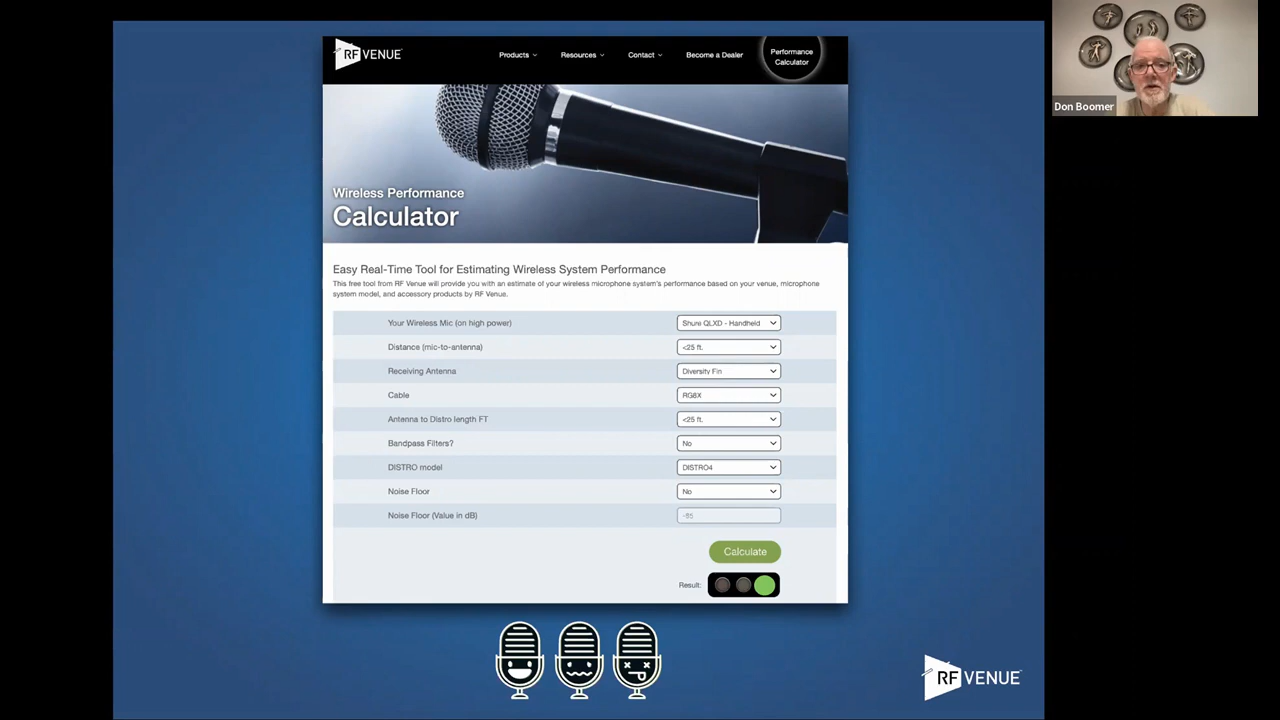 RF VENUE
Products
Resources
Contact
Become a Dealer
Performance
Calculator
Don Boomer
Wireless Performance
Calculator
Easy Real-Time Tool for Estimating Wireless System Performance
This free tool from RF Venue will provide you with an estimate of your wireless microphone system's performance based on your venue, microphone
system model, and accessory products by RF Venue.
Your Wireless Mic (on high power) Shure QLXD - Handheld
Distance (mic-to-antenna) <25 ft.
Receiving Antenna Diversity Fin
Cable RG8X
Antenna to Distro length FT <25 ft.
Bandpass Filters? No
DISTRO model DISTRO4
Noise Floor No
Noise Floor (Value in dB) -85
Calculate
Result:
RF VENUE